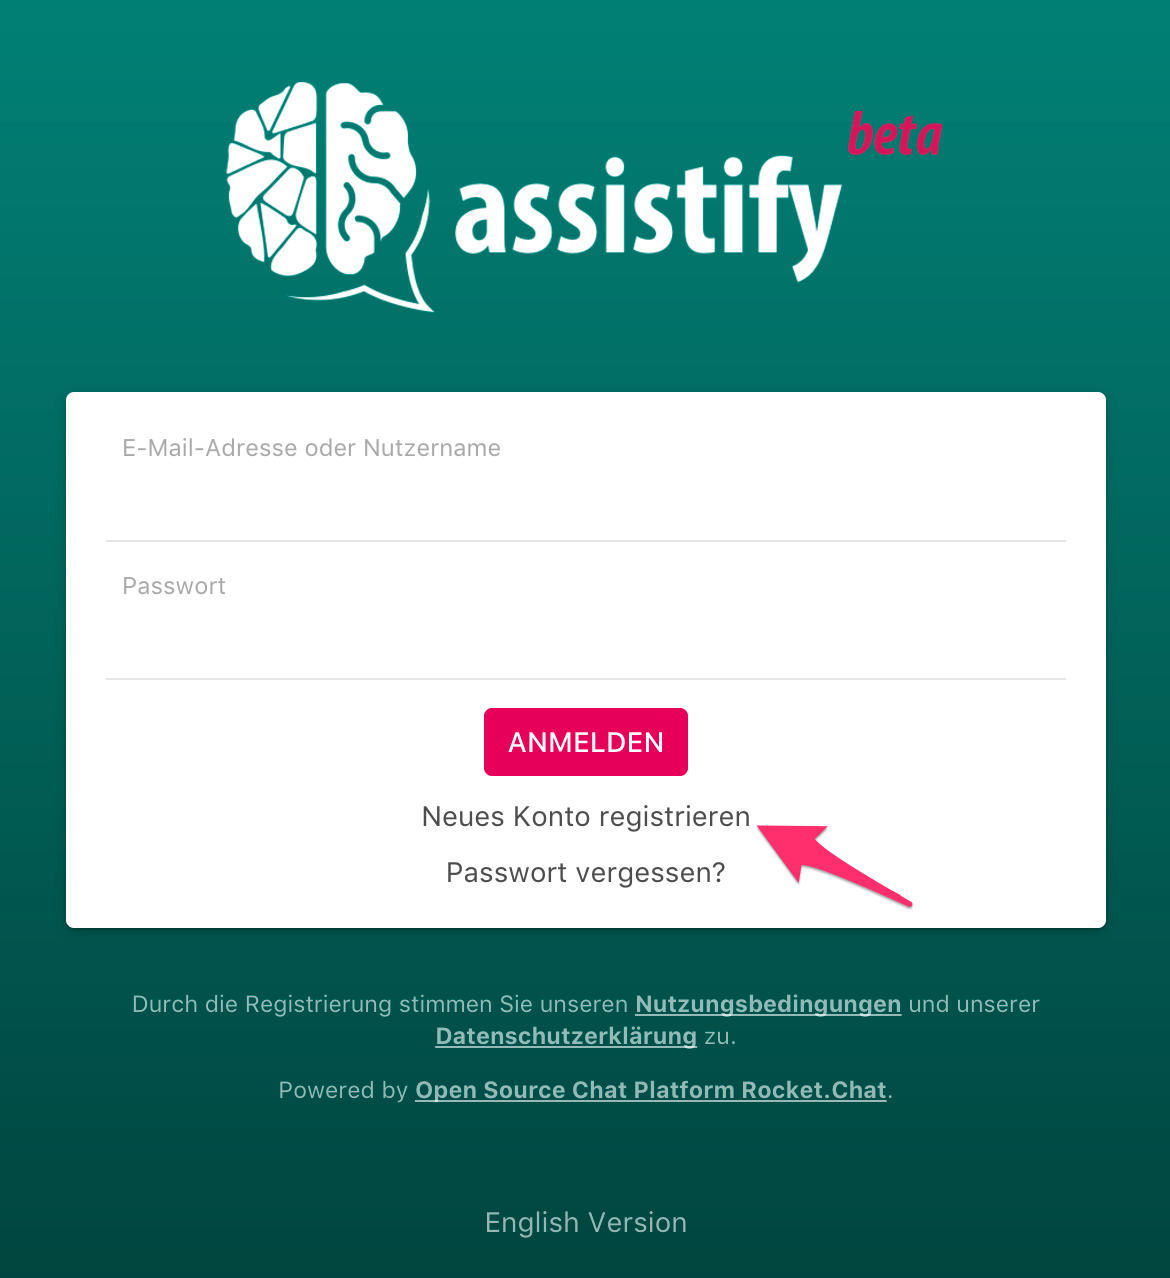 assistify beta
E-Mail-Adresse oder Nutzername
Passwort
ANMELDEN
Neues Konto registrieren
Passwort vergessen?
Durch die Registrierung stimmen Sie unseren Nutzungsbedingungen und unserer
Datenschutzerklärung zu.
Powered by Open Source Chat Platform Rocket.Chat.
English Version